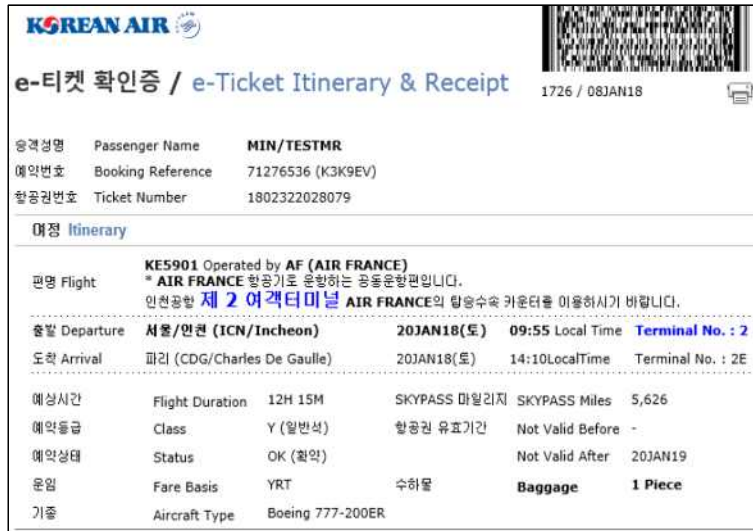 KOREAN AIR
e-티켓 확인증 / e-Ticket Itinerary & Receipt
1726 / 08JAN18
승객성명 Passenger Name MIN/TESTMR
예약번호 Booking Reference 71276536 (K3K9EV)
항공권번호 Ticket Number 1802322028079
여정 Itinerary
편명 Flight KE5901 Operated by AF (AIR FRANCE)
* AIR FRANCE 항공기로 운항하는 공동운항편입니다.
인천공항 제 2 여객터미널 AIR FRANCE의 탑승수속 카운터를 이용하시기 바랍니다.
출발 Departure 서울/인천 (ICN/Incheon) 20JAN18(토) 09:55 Local Time Terminal No. : 2
도착 Arrival 파리 (CDG/Charles De Gaulle) 20JAN18(토) 14:10LocalTime Terminal No. : 2E
예상시간 Flight Duration 12H 15M SKYPASS 마일리지 SKYPASS Miles 5,626
예약등급 Class Y (일반석) 항공권 유효기간 Not Valid Before -
예약상태 Status OK (확약) Not Valid After 20JAN19
운임 Fare Basis YRT 수하물 Baggage 1 Piece
기종 Aircraft Type Boeing 777-200ER